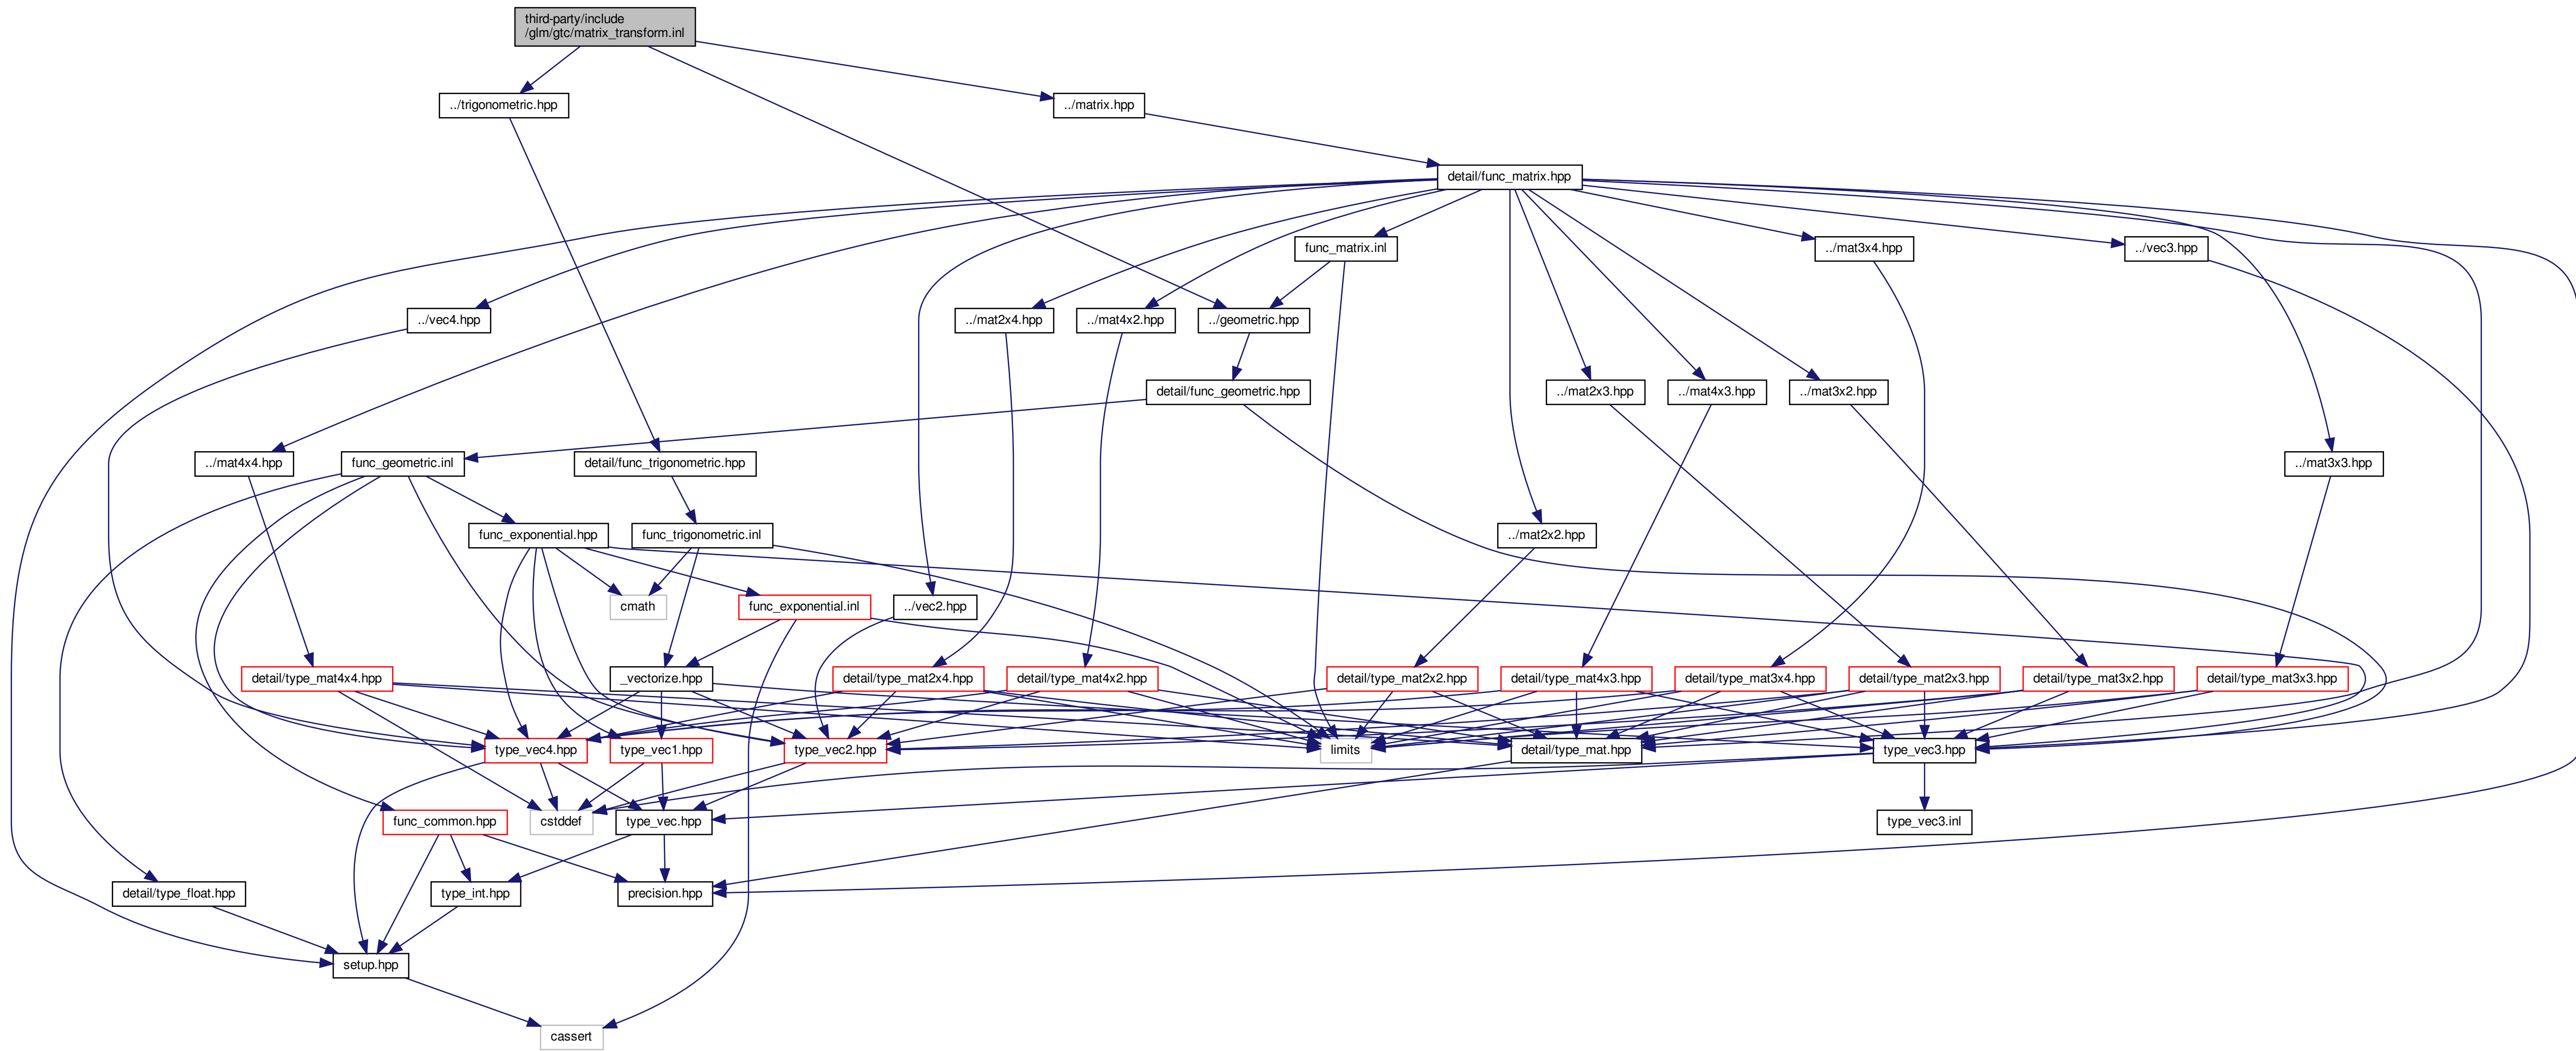 third-party/include
/glm/gtc/matrix_transform.inl
../trigonometric.hpp
../matrix.hpp
detail/func_matrix.hpp
func_matrix.inl
../mat3x4.hpp
../vec3.hpp
../vec4.hpp
../mat2x4.hpp
../mat4x2.hpp
../geometric.hpp
detail/func_geometric.hpp
../mat2x3.hpp
../mat4x3.hpp
../mat3x2.hpp
../mat4x4.hpp
func_geometric.inl
detail/func_trigonometric.hpp
../mat3x3.hpp
func_exponential.hpp
func_trigonometric.inl
../mat2x2.hpp
cmath
func_exponential.inl
../vec2.hpp
detail/type_mat4x4.hpp
_vectorize.hpp
detail/type_mat2x4.hpp
detail/type_mat4x2.hpp
detail/type_mat2x2.hpp
detail/type_mat4x3.hpp
detail/type_mat3x4.hpp
detail/type_mat2x3.hpp
detail/type_mat3x2.hpp
detail/type_mat3x3.hpp
type_vec4.hpp
type_vec1.hpp
type_vec2.hpp
limits
detail/type_mat.hpp
type_vec3.hpp
func_common.hpp
cstddef
type_vec.hpp
type_vec3.inl
detail/type_float.hpp
type_int.hpp
precision.hpp
setup.hpp
cassert